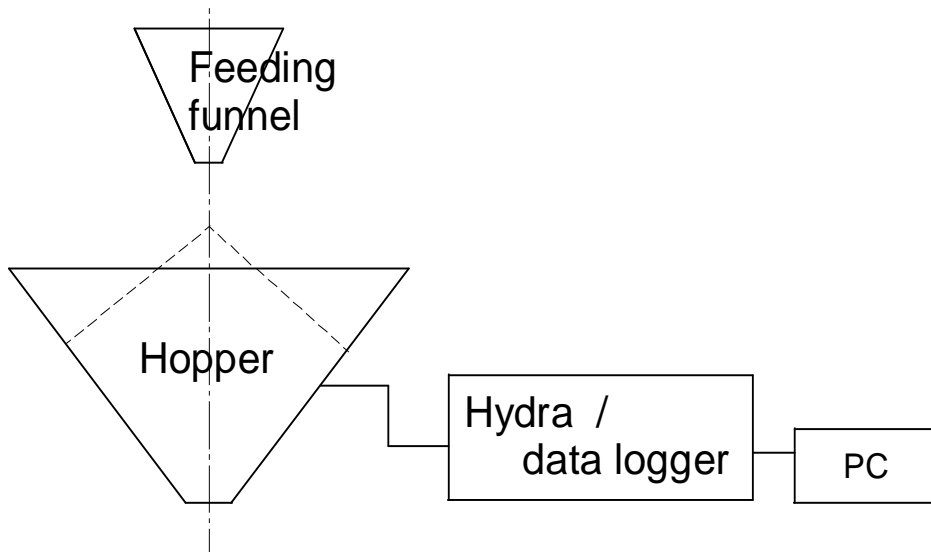 Feeding
funnel
Hopper
Hydra /
data logger
PC